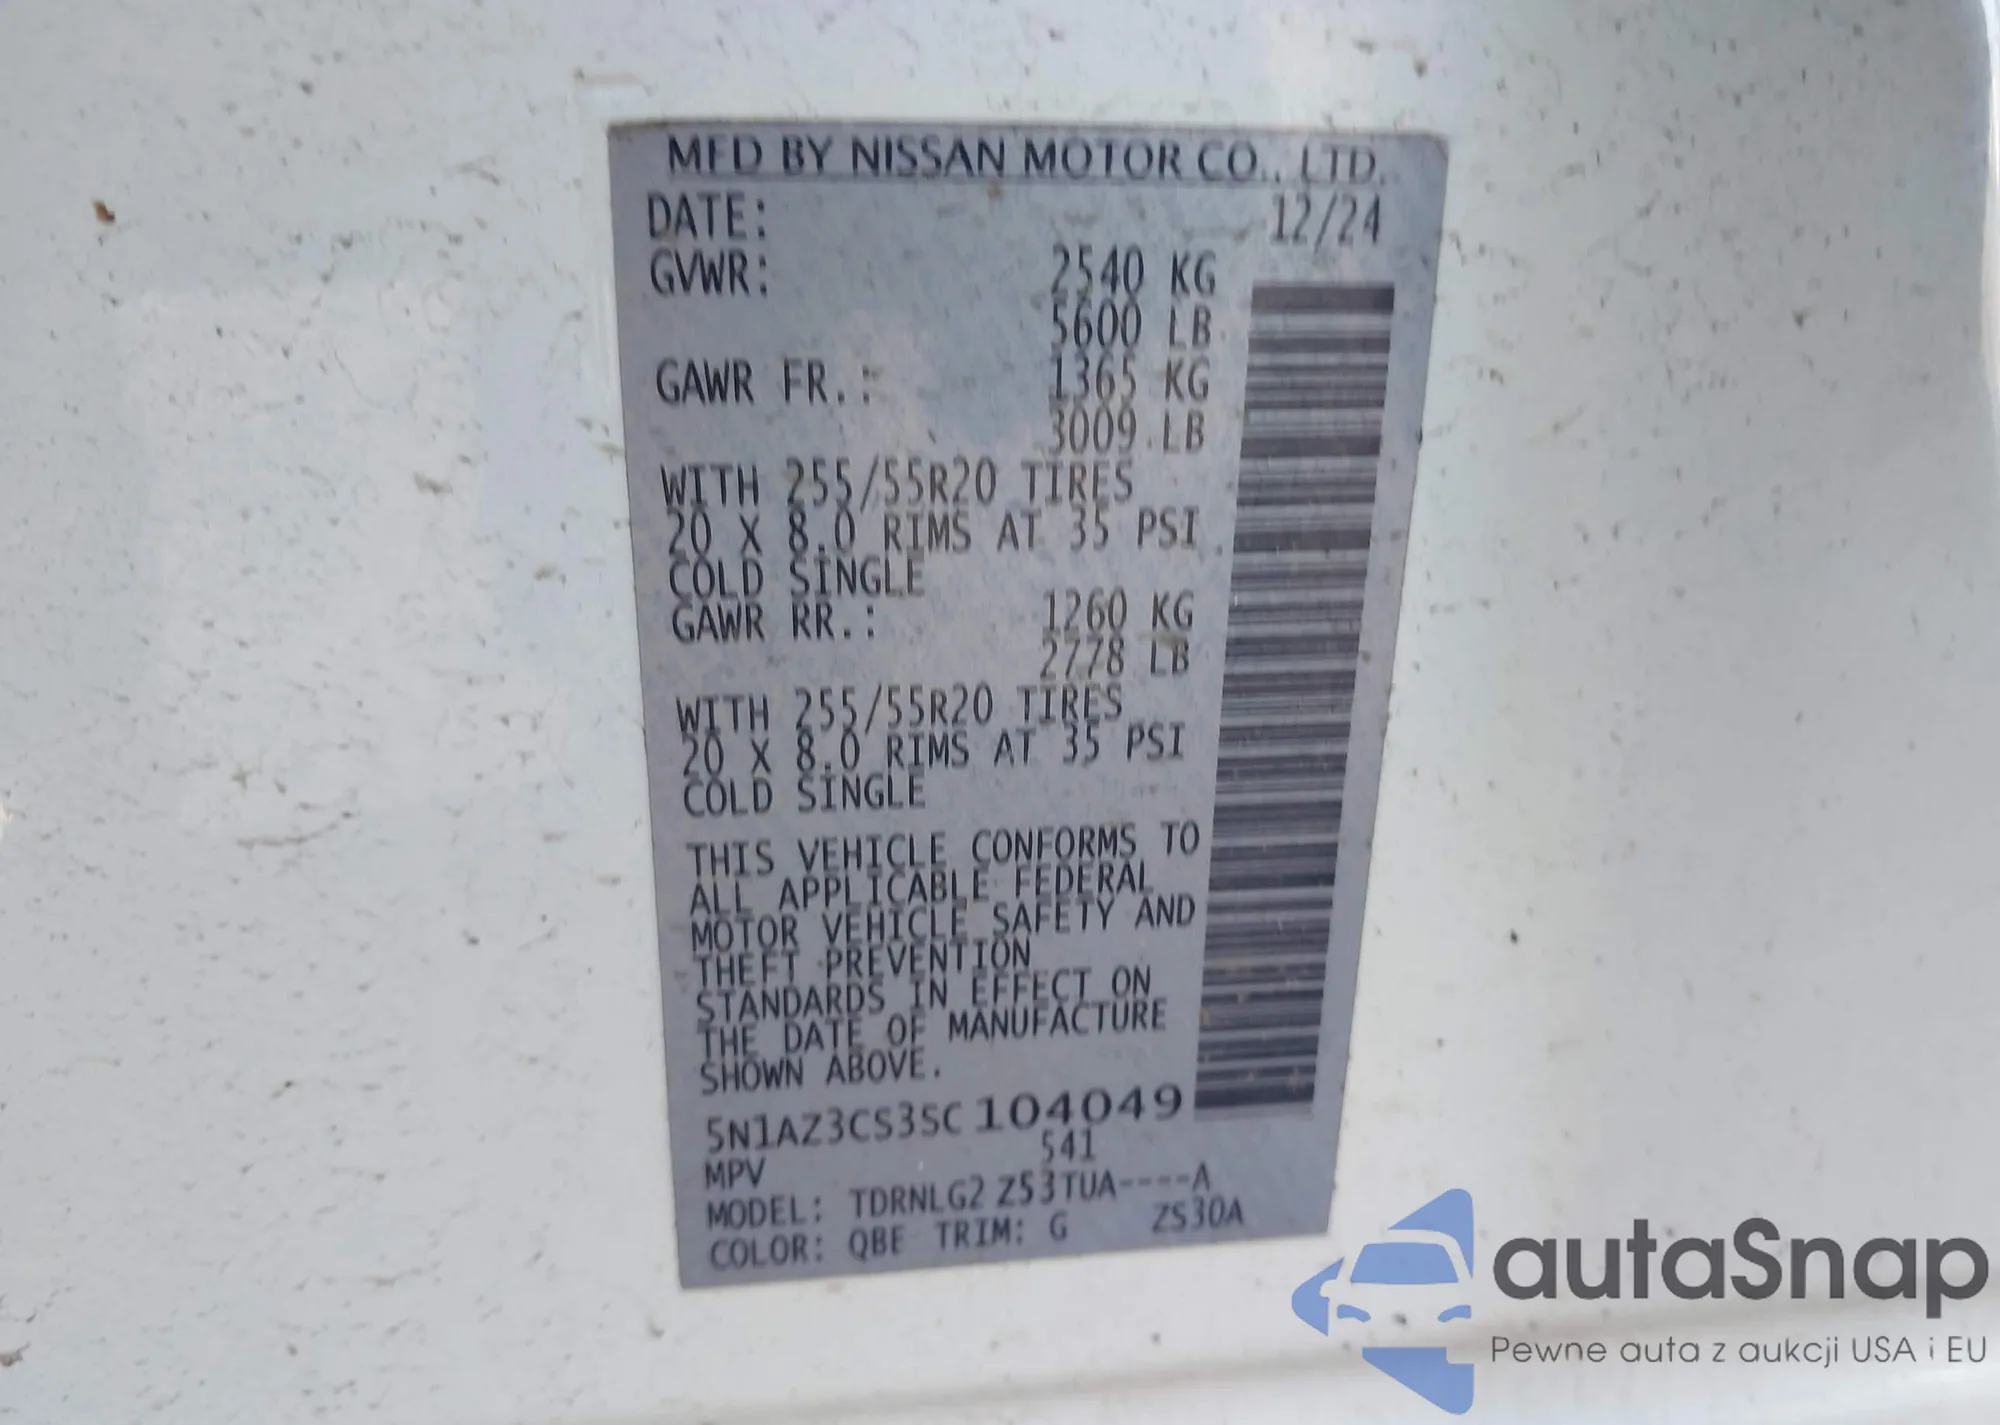 MFD BY NISSAN MOTOR CO., LTD.
DATE: 12/24
GVWR: 2540 KG
5600 LB
GAWR FR.: 1365 KG
3009 LB
WITH 255/55R20 TIRES
20 X 8.0 RIMS AT 35 PSI
COLD SINGLE
GAWR RR.: 1260 KG
2778 LB
WITH 255/55R20 TIRES
20 X 8.0 RIMS AT 35 PSI
COLD SINGLE
THIS VEHICLE CONFORMS TO
ALL APPLICABLE FEDERAL
MOTOR VEHICLE SAFETY AND
THEFT PREVENTION
STANDARDS IN EFFECT ON
THE DATE OF MANUFACTURE
SHOWN ABOVE.
5N1AZ3CS3SC104049
541
MPV
MODEL: TDRNLG2 Z53TUA----A
COLOR: QBE TRIM: G ZS30A
autaSnap
Pewne auta z aukcji USA i EU